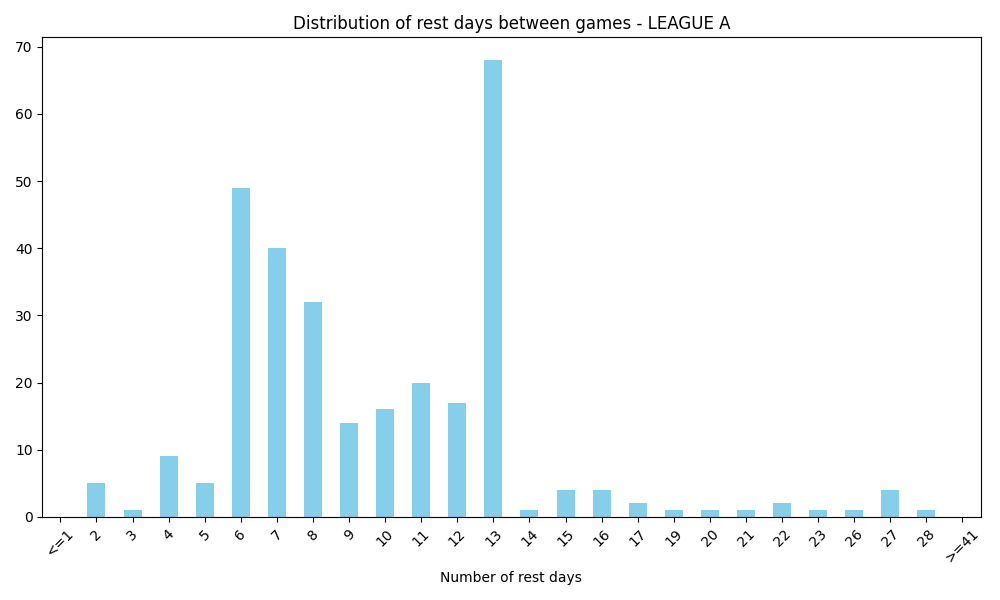 Distribution of rest days between games - LEAGUE A
70
60
50
40
30
20
10
0
<=1 2 3 4 5 6 7 8 9 10 11 12 13 14 15 16 17 19 20 21 22 23 26 27 28 >=41
Number of rest days